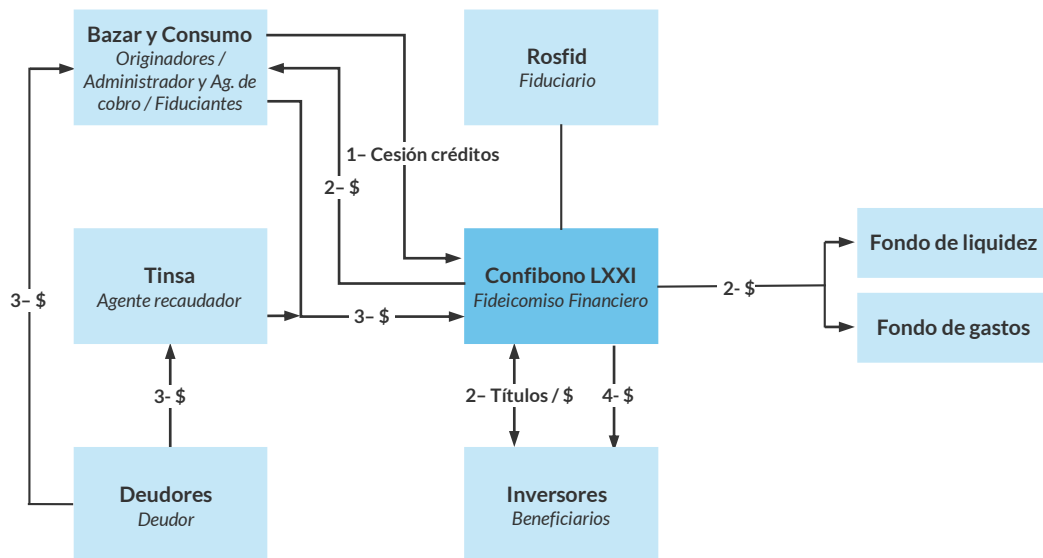 Bazar y Consumo
Originadores /
Administrador y Ag. de
cobro / Fiduciantes
Rosfid
Fiduciario
1– Cesión créditos
2– $
Tinsa
Agente recaudador
Confibono LXXI
Fideicomiso Financiero
Fondo de liquidez
2- $
Fondo de gastos
3– $
3– $
3- $
2– Títulos / $
4- $
Deudores
Deudor
Inversores
Beneficiarios